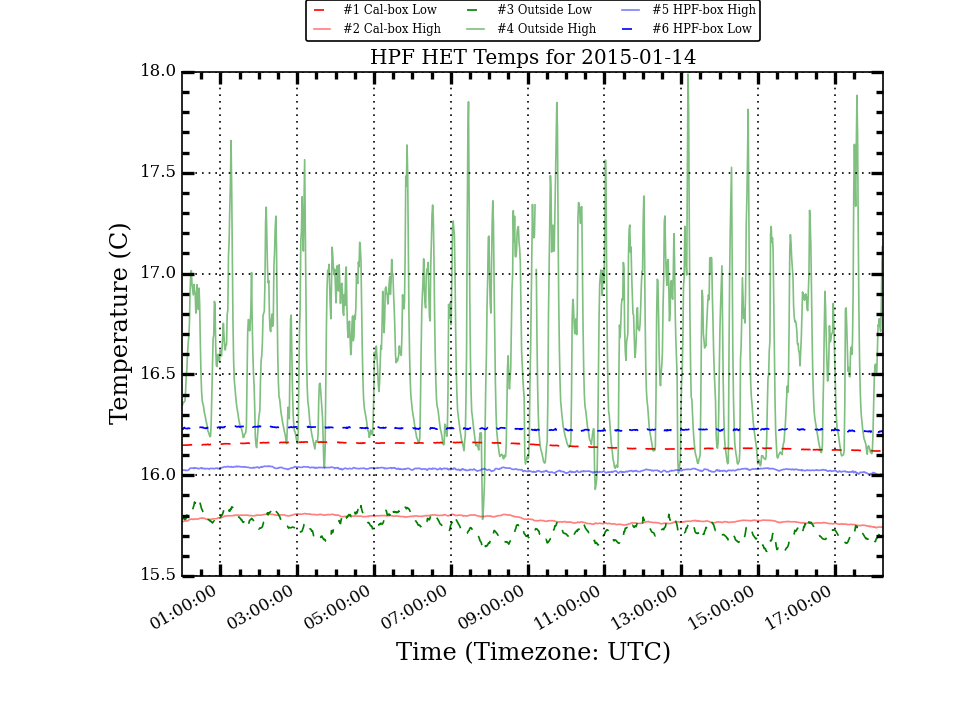 #1 Cal-box Low #3 Outside Low #5 HPF-box High
#2 Cal-box High #4 Outside High #6 HPF-box Low
HPF HET Temps for 2015-01-14
18.0
17.5
17.0
16.5
16.0
15.5
Temperature (C)
01:00:00 03:00:00 05:00:00 07:00:00 09:00:00 11:00:00 13:00:00 15:00:00 17:00:00
Time (Timezone: UTC)